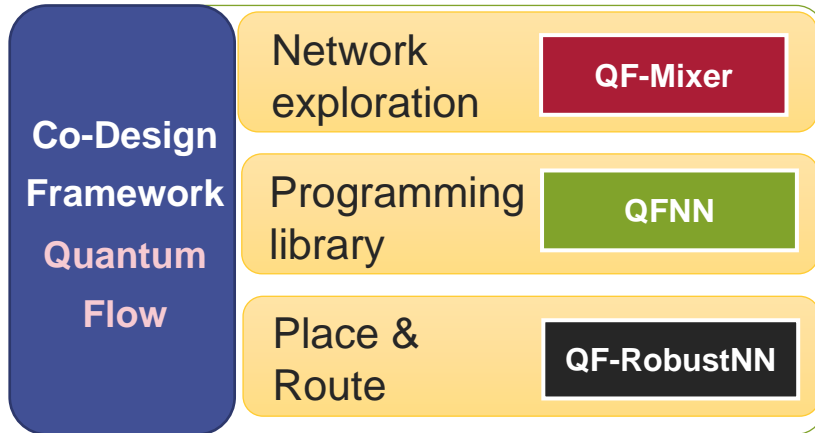 Co-Design
Framework
Quantum
Flow
Network
exploration
QF-Mixer
Programming
library
QFNN
Place &
Route
QF-RobustNN